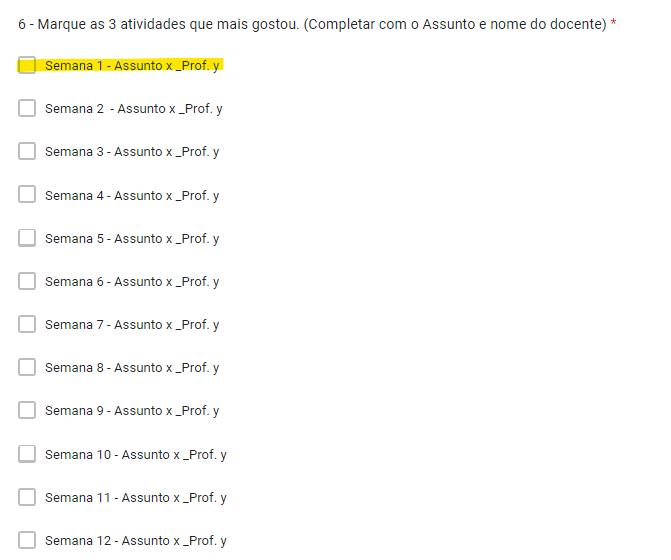 6 - Marque as 3 atividades que mais gostou. (Completar com o Assunto e nome do docente) *
Semana 1 - Assunto x _Prof. y
Semana 2  - Assunto x _Prof. y
Semana 3 - Assunto x _Prof. y
Semana 4 - Assunto x _Prof. y
Semana 5 - Assunto x _Prof. y
Semana 6 - Assunto x _Prof. y
Semana 7 - Assunto x _Prof. y
Semana 8 - Assunto x _Prof. y
Semana 9 - Assunto x _Prof. y
Semana 10 - Assunto x _Prof. y
Semana 11 - Assunto x _Prof. y
Semana 12 - Assunto x _Prof. y